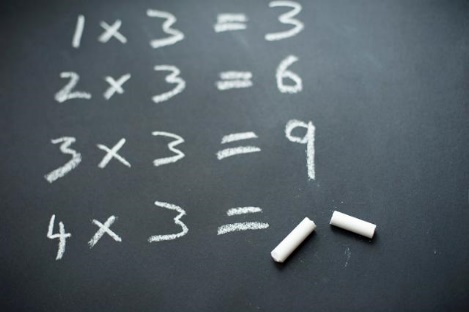 1 × 3 = 3
2 × 3 = 6
3 × 3 = 9
4 × 3 =